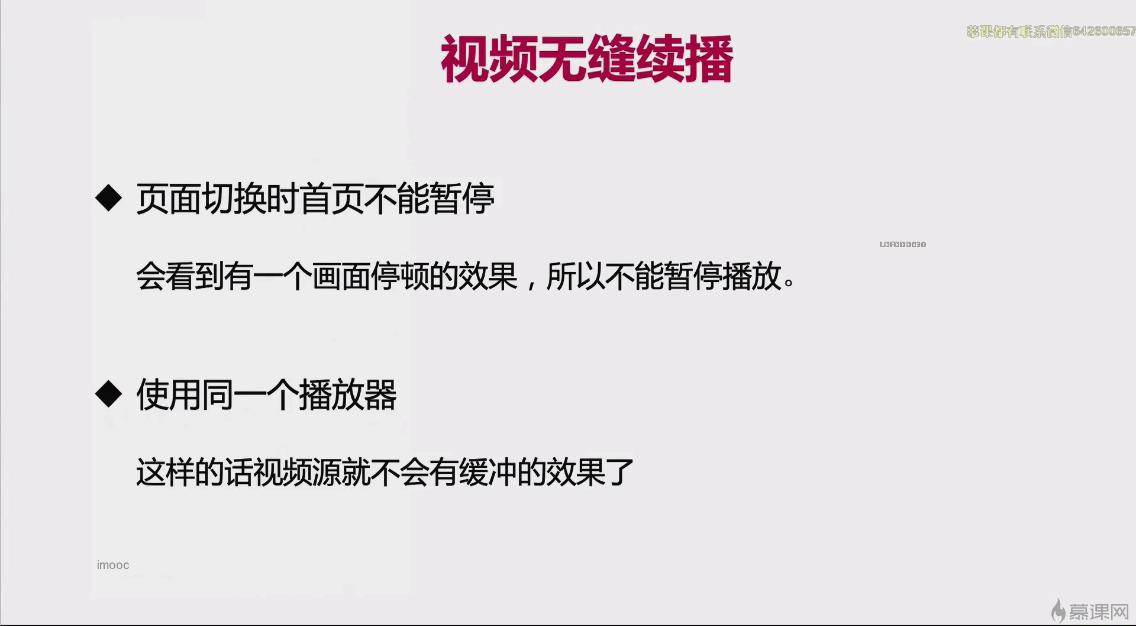 视频无缝续播
◆ 页面切换时首页不能暂停
会看到有一个画面停顿的效果，所以不能暂停播放。
◆ 使用同一个播放器
这样的话视频源就不会有缓冲的效果了
imooc
慕课网